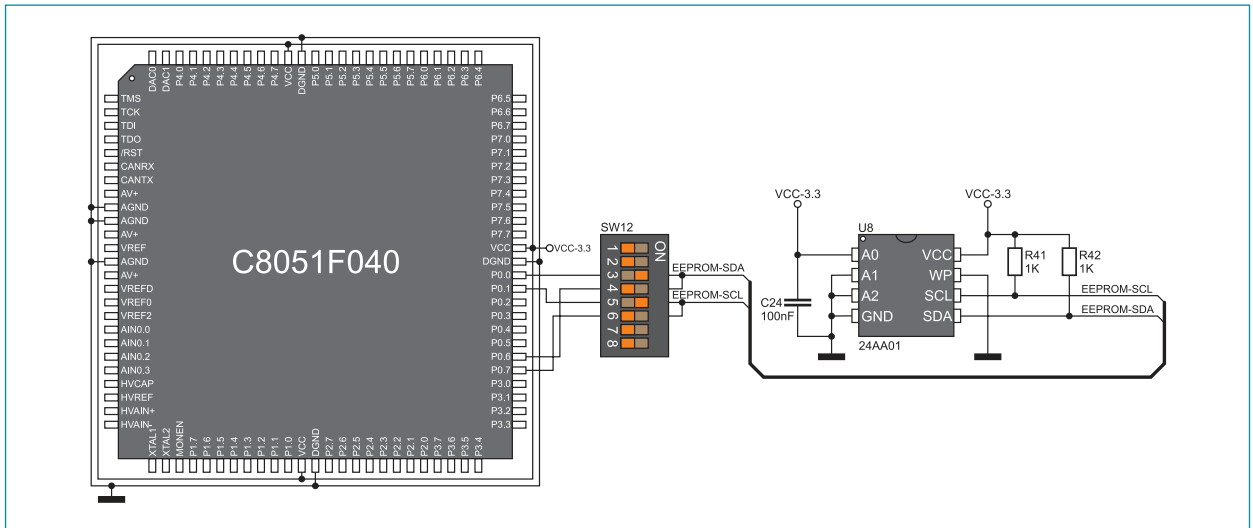 DAC0
DAC1
P4.0
P4.1
P4.2
P4.3
P4.4
P4.5
P4.6
P4.7
VCC
DGND
P5.0
P5.1
P5.2
P5.3
P5.4
P5.5
P5.6
P5.7
P6.0
P6.1
P6.2
P6.3
P6.4
TMS
TCK
TDI
TDO
/RST
CANRX
CANTX
AV+
AGND
AGND
AV+
VREF
AGND
AV+
VREFD
VREF0
VREF2
AIN0.0
AIN0.1
AIN0.2
AIN0.3
HVCAP
HVREF
HVAIN+
HVAIN-
C8051F040
P6.5
P6.6
P6.7
P7.0
P7.1
P7.2
P7.3
P7.4
P7.5
P7.6
P7.7
VCC
DGND
P0.0
P0.1
P0.2
P0.3
P0.4
P0.5
P0.6
P0.7
P3.0
P3.1
P3.2
P3.3
XTAL1
XTAL2
MONEN
P1.7
P1.6
P1.5
P1.4
P1.3
P1.2
P1.1
P1.0
VCC
DGND
P2.7
P2.6
P2.5
P2.4
P2.3
P2.2
P2.1
P2.0
P3.7
P3.6
P3.5
P3.4
VCC-3.3
SW12
ON
1
2
3
4
5
6
7
8
EEPROM-SDA
EEPROM-SCL
VCC-3.3
C24
100nF
U8
A0
A1
A2
GND
VCC
WP
SCL
SDA
24AA01
VCC-3.3
R41
1K
R42
1K
EEPROM-SCL
EEPROM-SDA